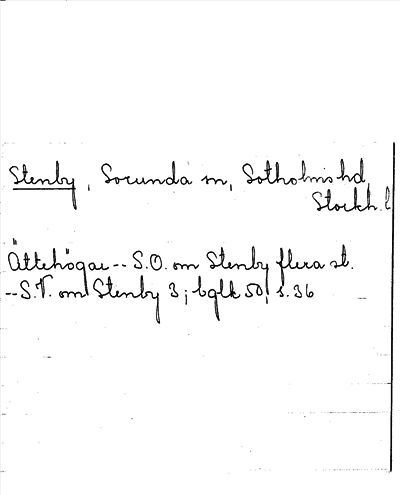 Stenby, Sorunda sn, Sotholms hd,
Stockh. l
Ättehögar -- S.O. om Stenby flera st.
-- S.V. om Stenby 3; bglk 50, s. 36